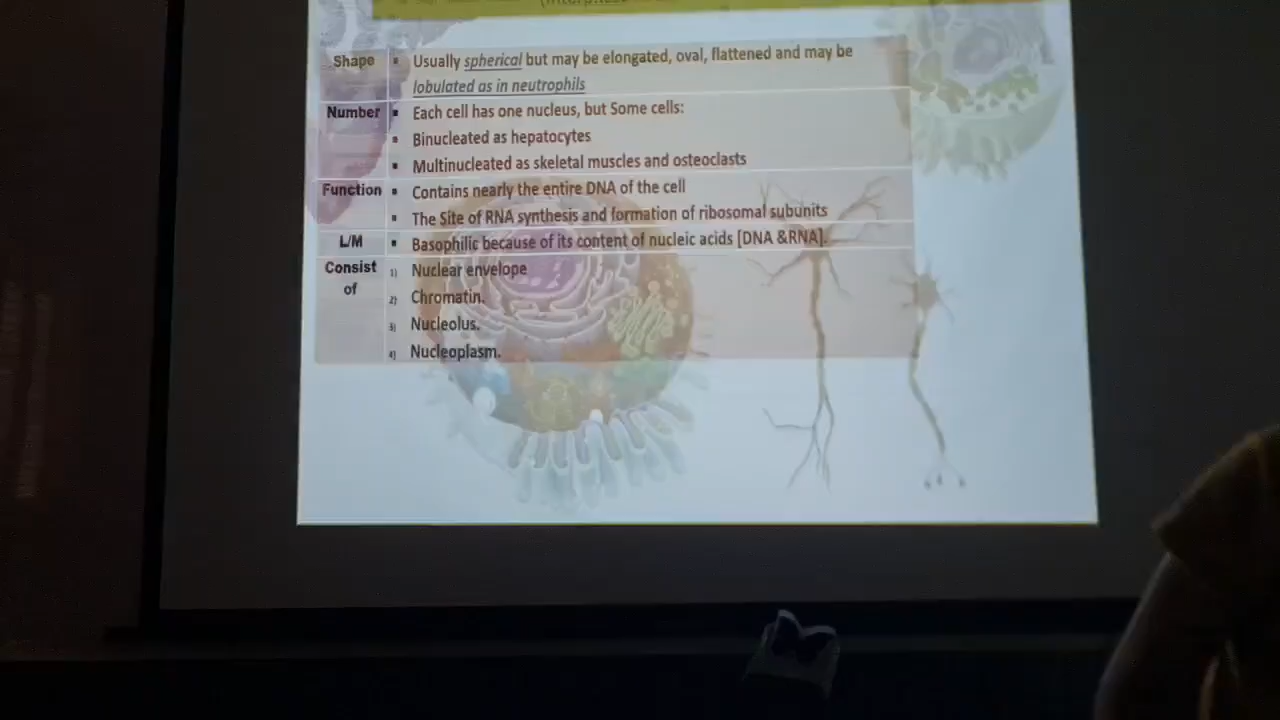 Shape ▪ Usually spherical but may be elongated, oval, flattened and may be
lobulated as in neutrophils
Number ▪ Each cell has one nucleus, but Some cells:
▪ Binucleated as hepatocytes
▪ Multinucleated as skeletal muscles and osteoclasts
Function ▪ Contains nearly the entire DNA of the cell
▪ The Site of RNA synthesis and formation of ribosomal subunits
L/M ▪ Basophilic because of its content of nucleic acids [DNA &RNA].
Consist 1) Nuclear envelope
of
2) Chromatin.
3) Nucleolus.
4) Nucleoplasm.